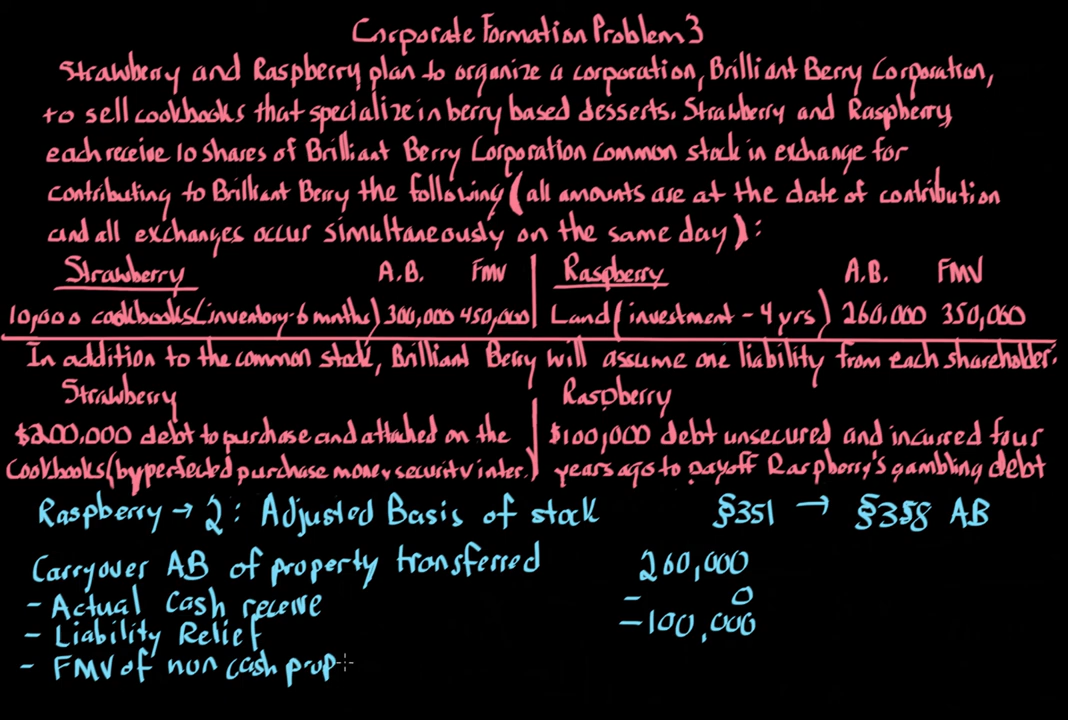 Corporate Formation Problem 3
Strawberry and Raspberry plan to organize a corporation, Brilliant Berry Corporation,
to sell cookbooks that specialize in berry based desserts. Strawberry and Raspberry
each receive 10 shares of Brilliant Berry Corporation common stock in exchange for
contributing to Brilliant Berry the following (all amounts are at the date of contribution
and all exchanges occur simultaneously on the same day):
Strawberry A.B. FMV Raspberry A.B. FMV
10,000 cookbooks (inventory-6 months) 300,000 450,000 Land (investment - 4 yrs) 260,000 350,000
In addition to the common stock, Brilliant Berry will assume one liability from each shareholder:
Strawberry Raspberry
$200,000 debt to purchase and attached on the $100,000 debt unsecured and incurred four
cookbooks (by perfected purchase money security inter.) years ago to payoff Raspberry's gambling debt
Raspberry → 2: Adjusted Basis of stock §351 → §358 AB
Carryover AB of property transferred 260,000
- Actual Cash receive - 0
- Liability Relief - 100,000
- FMV of non cash prop